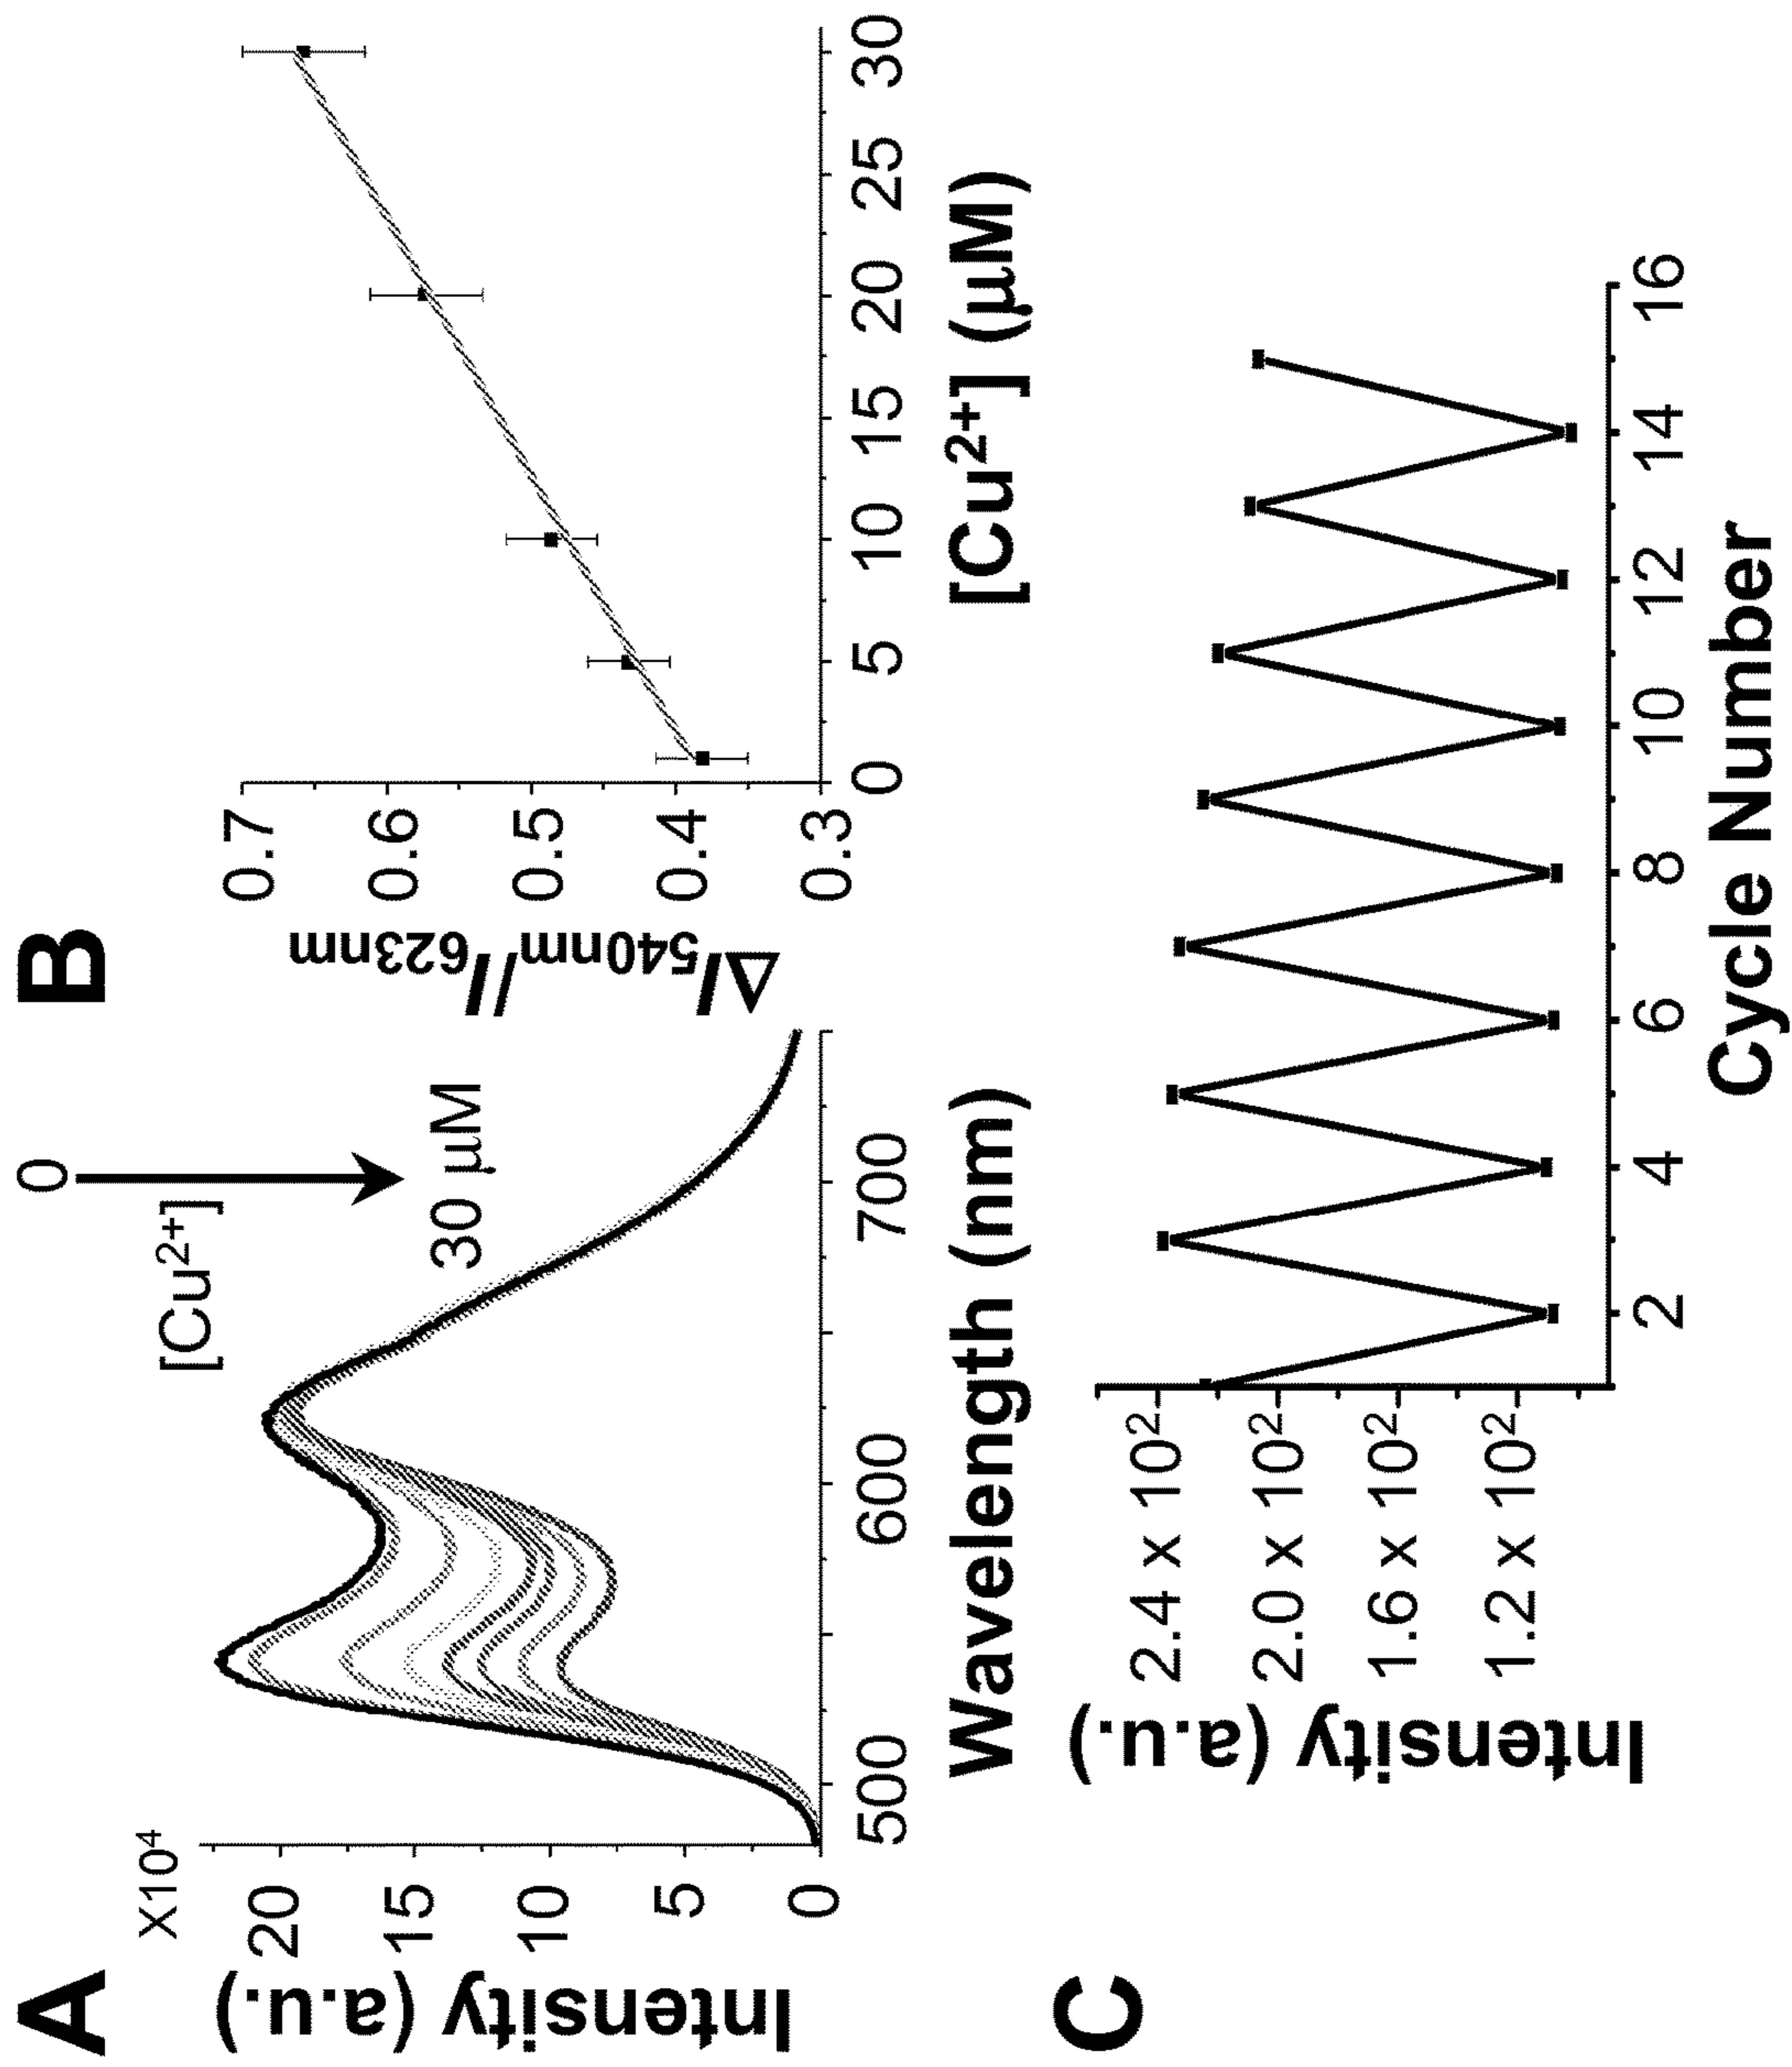 A
X10⁴
20
15
10
5
0
Intensity (a.u.)
500
600
700
Wavelength (nm)
[Cu²⁺]
0
30 µM
B
0.7
0.6
0.5
0.4
0.3
ΔI540nm/I623nm
0 5 10 15 20 25 30
[Cu²⁺] (µM)
C
2.4 x 10²
2.0 x 10²
1.6 x 10²
1.2 x 10²
Intensity (a.u.)
2 4 6 8 10 12 14 16
Cycle Number